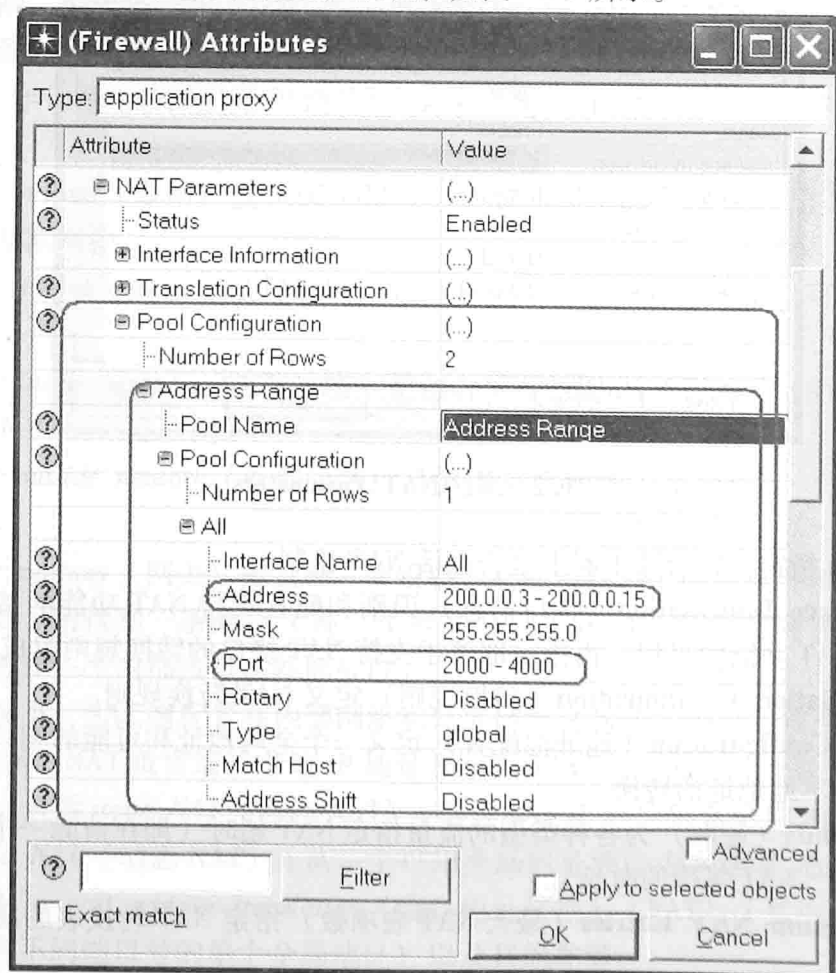 (Firewall) Attributes
Type: application proxy
Attribute Value
NAT Parameters (...)
Status Enabled
Interface Information (...)
Translation Configuration (...)
Pool Configuration (...)
Number of Rows 2
Address Range
Pool Name Address Range
Pool Configuration (...)
Number of Rows 1
All
Interface Name All
Address 200.0.0.3 - 200.0.0.15
Mask 255.255.255.0
Port 2000 - 4000
Rotary Disabled
Type global
Match Host Disabled
Address Shift Disabled
Advanced
Filter
Apply to selected objects
Exact match
OK
Cancel